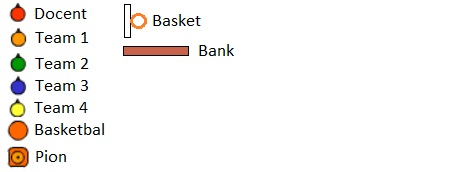 Docent
Team 1
Team 2
Team 3
Team 4
Basketbal
Pion
Basket
Bank